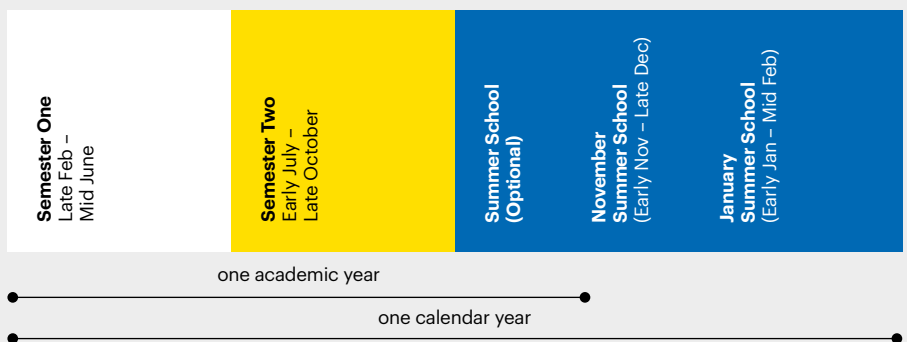 Semester One
Late Feb –
Mid June
Semester Two
Early July –
Late October
Summer School
(Optional)
November
Summer School
(Early Nov – Late Dec)
January
Summer School
(Early Jan – Mid Feb)
one academic year
one calendar year